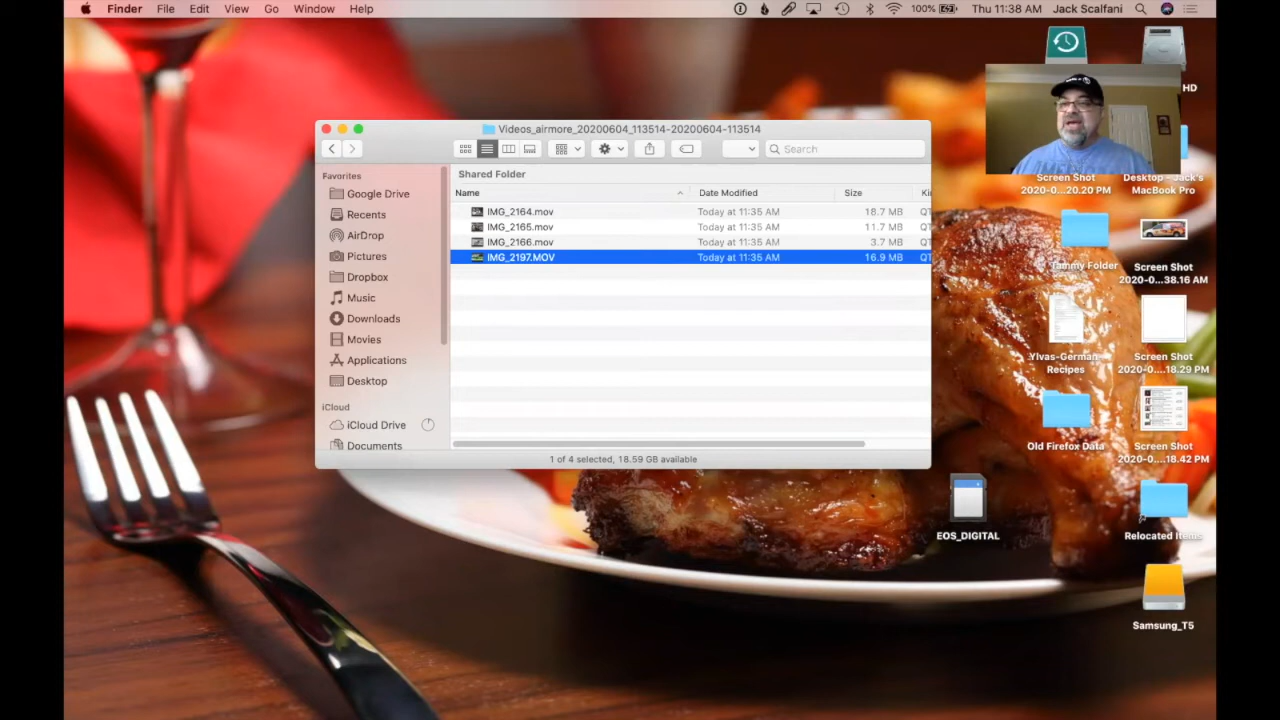 Finder File Edit View Go Window Help 100% Thu 11:38 AM Jack Scalfani
Videos_airmore_20200604_113514-20200604-113514
Search
Favorites
Google Drive
Recents
AirDrop
Pictures
Dropbox
Music
Downloads
Movies
Applications
Desktop
iCloud
iCloud Drive
Documents
Shared Folder
Name Date Modified Size Ki
IMG_2164.mov Today at 11:35 AM 18.7 MB QT
IMG_2165.mov Today at 11:35 AM 11.7 MB QT
IMG_2166.mov Today at 11:35 AM 3.7 MB QT
IMG_2197.MOV Today at 11:35 AM 16.9 MB QT
1 of 4 selected, 18.59 GB available
HD
Screen Shot
2020-0...20.20 PM
Desktop - Jack's
MacBook Pro
Tammy Folder
Screen Shot
2020-0...38.16 AM
Ylvas-German-
Recipes
Screen Shot
2020-0....18.29 PM
Old Firefox Data
Screen Shot
2020-0....18.42 PM
EOS_DIGITAL
Relocated Items
Samsung_T5